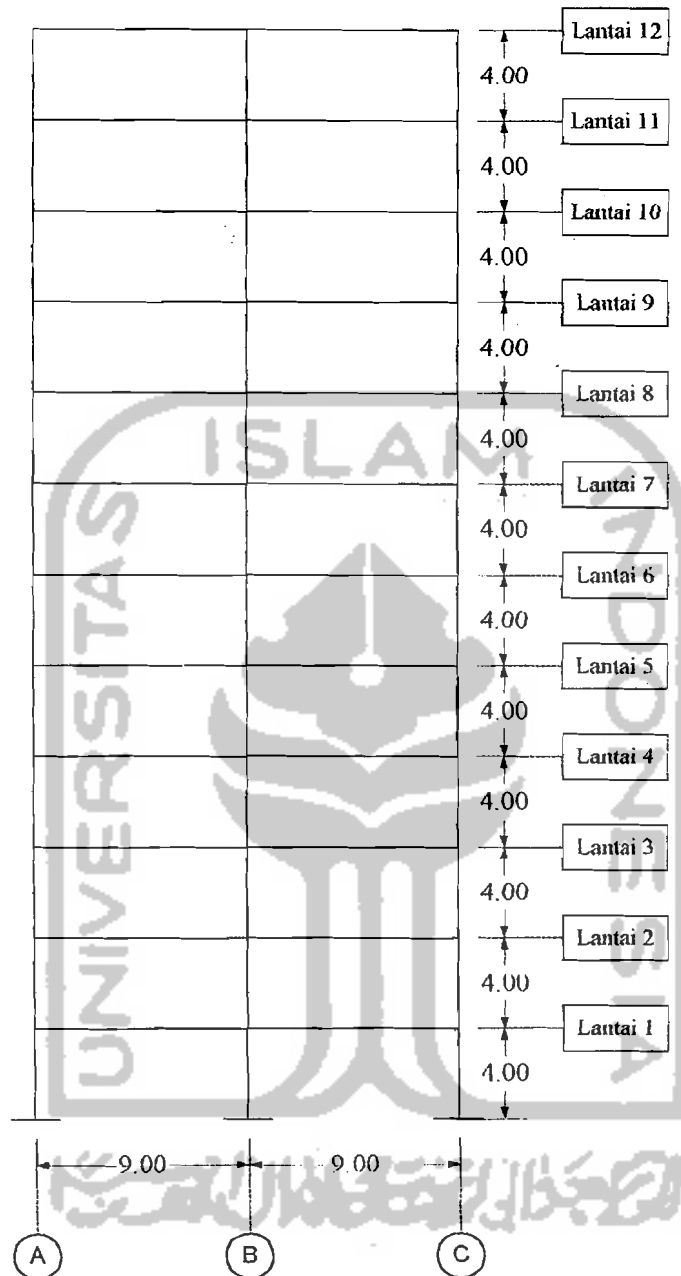 Lantai 12
4.00
Lantai 11
4.00
Lantai 10
4.00
Lantai 9
4.00
Lantai 8
4.00
Lantai 7
4.00
Lantai 6
4.00
Lantai 5
4.00
Lantai 4
4.00
Lantai 3
4.00
Lantai 2
4.00
Lantai 1
4.00
9.00 9.00
A B C
UNIVERSITAS
ISLAM
INDONESIA